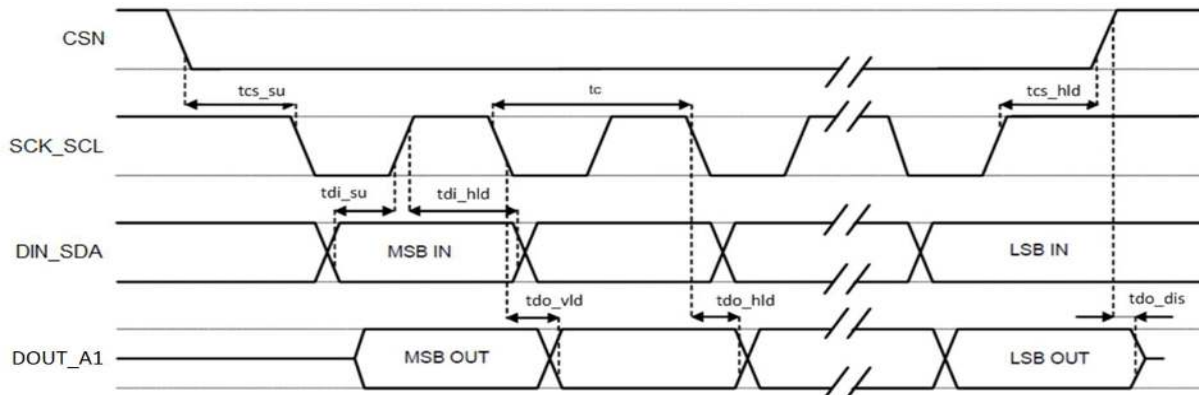 CSN
tcs_su
tc
tcs_hld
SCK_SCL
tdi_su
tdi_hld
DIN_SDA
MSB IN
LSB IN
tdo_vld
tdo_hld
tdo_dis
DOUT_A1
MSB OUT
LSB OUT